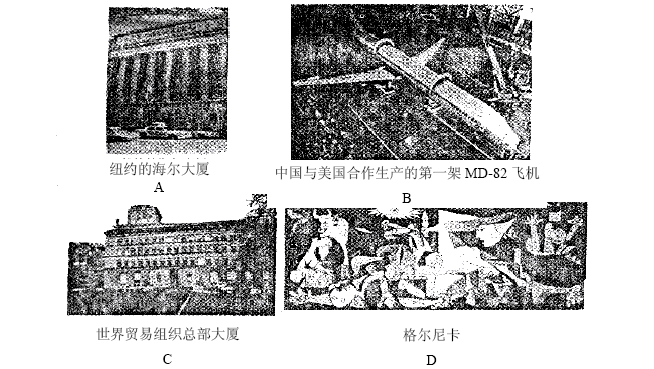 纽约的海尔大厦
A
中国与美国合作生产的第一架 MD-82 飞机
B
世界贸易组织总部大厦
C
格尔尼卡
D